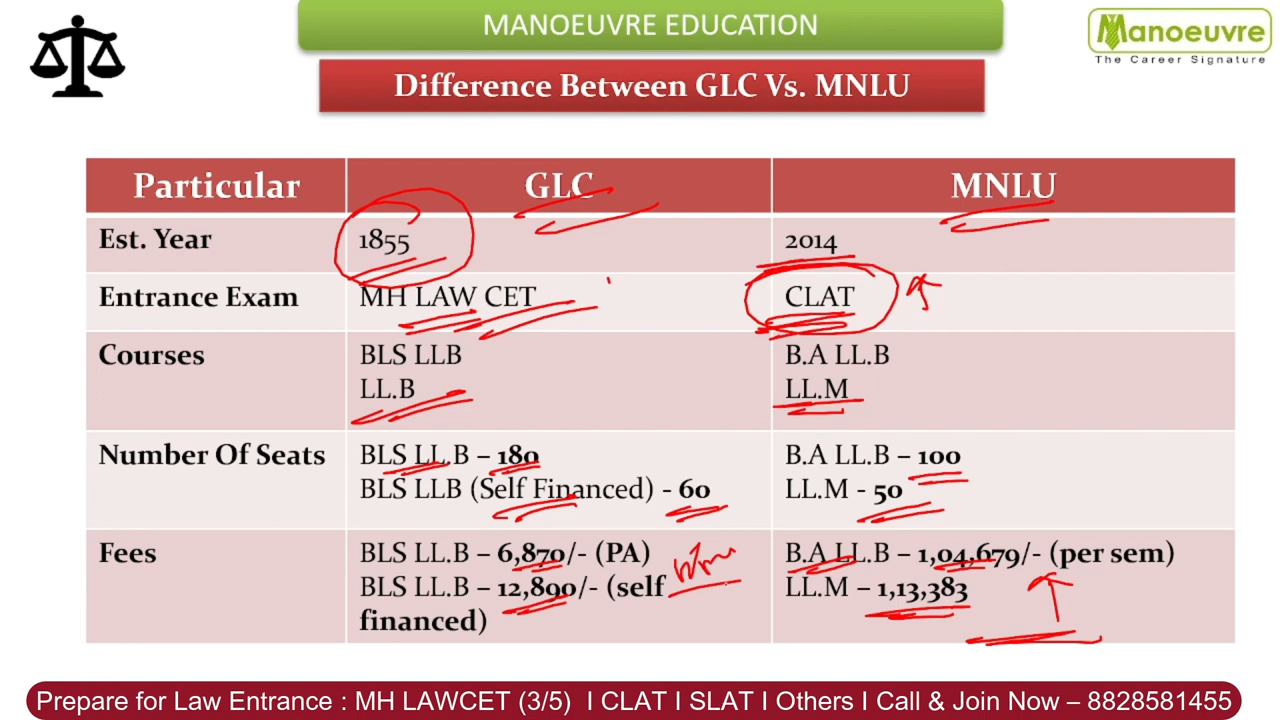 MANOEUVRE EDUCATION
Manoeuvre
The Career Signature
Difference Between GLC Vs. MNLU
Particular GLC MNLU
Est. Year 1855 2014
Entrance Exam MH LAW CET CLAT
Courses BLS LLB B.A LL.B
LL.B LL.M
Number Of Seats BLS LL.B – 180 B.A LL.B – 100
BLS LLB (Self Financed) - 60 LL.M - 50
Fees BLS LL.B – 6,870/- (PA) B.A LL.B – 1,04,679/- (per sem)
BLS LL.B – 12,890/- (self LL.M – 1,13,383
financed)
Prepare for Law Entrance : MH LAWCET (3/5) I CLAT I SLAT I Others I Call & Join Now – 8828581455